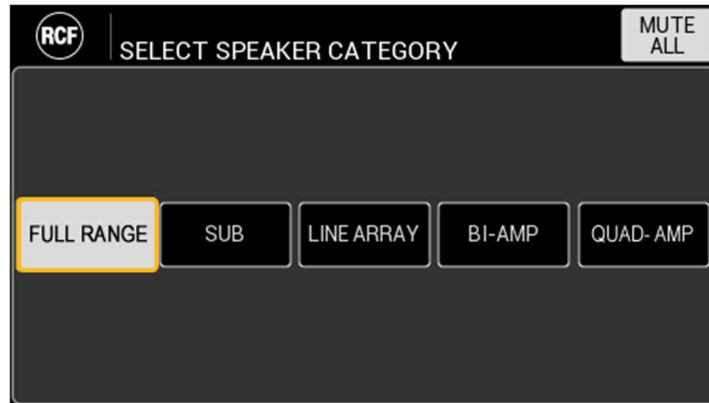 RCF
SELECT SPEAKER CATEGORY
MUTE
ALL
FULL RANGE
SUB
LINE ARRAY
BI-AMP
QUAD- AMP